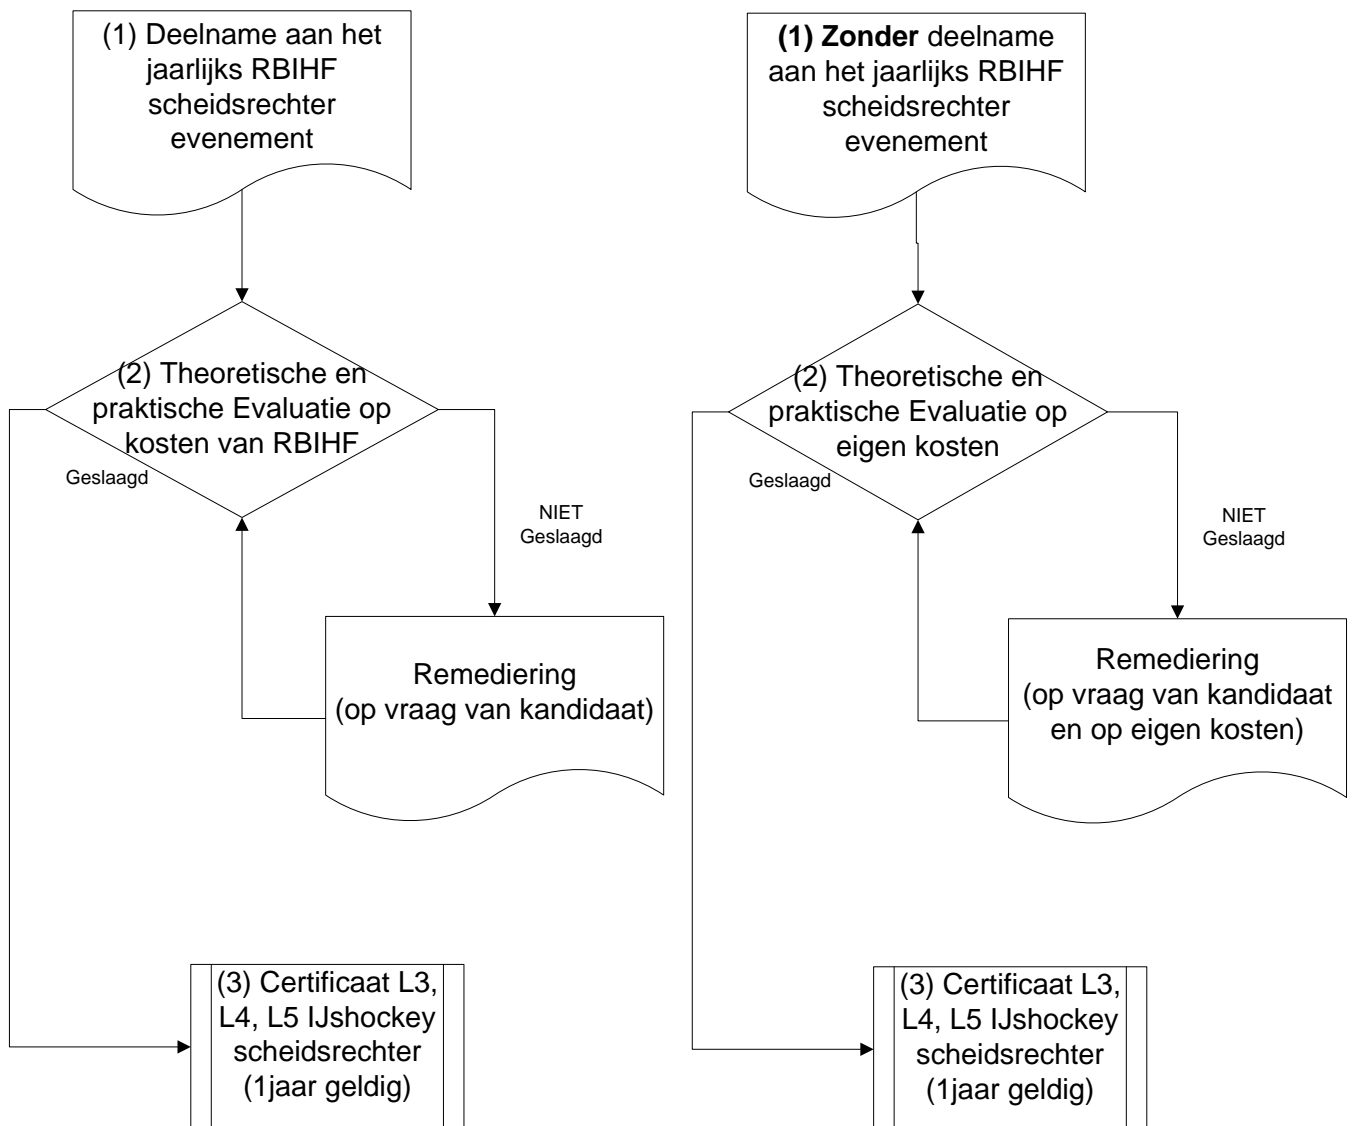 (1) Deelname aan het
jaarlijks RBIHF
scheidsrechter
evenement
(2) Theoretische en
praktische Evaluatie op
kosten van RBIHF
Geslaagd
NIET
Geslaagd
Remediering
(op vraag van kandidaat)
(3) Certificaat L3,
L4, L5 IJshockey
scheidsrechter
(1jaar geldig)
(1) Zonder deelname
aan het jaarlijks RBIHF
scheidsrechter
evenement
(2) Theoretische en
praktische Evaluatie op
eigen kosten
Geslaagd
NIET
Geslaagd
Remediering
(op vraag van kandidaat
en op eigen kosten)
(3) Certificaat L3,
L4, L5 IJshockey
scheidsrechter
(1jaar geldig)